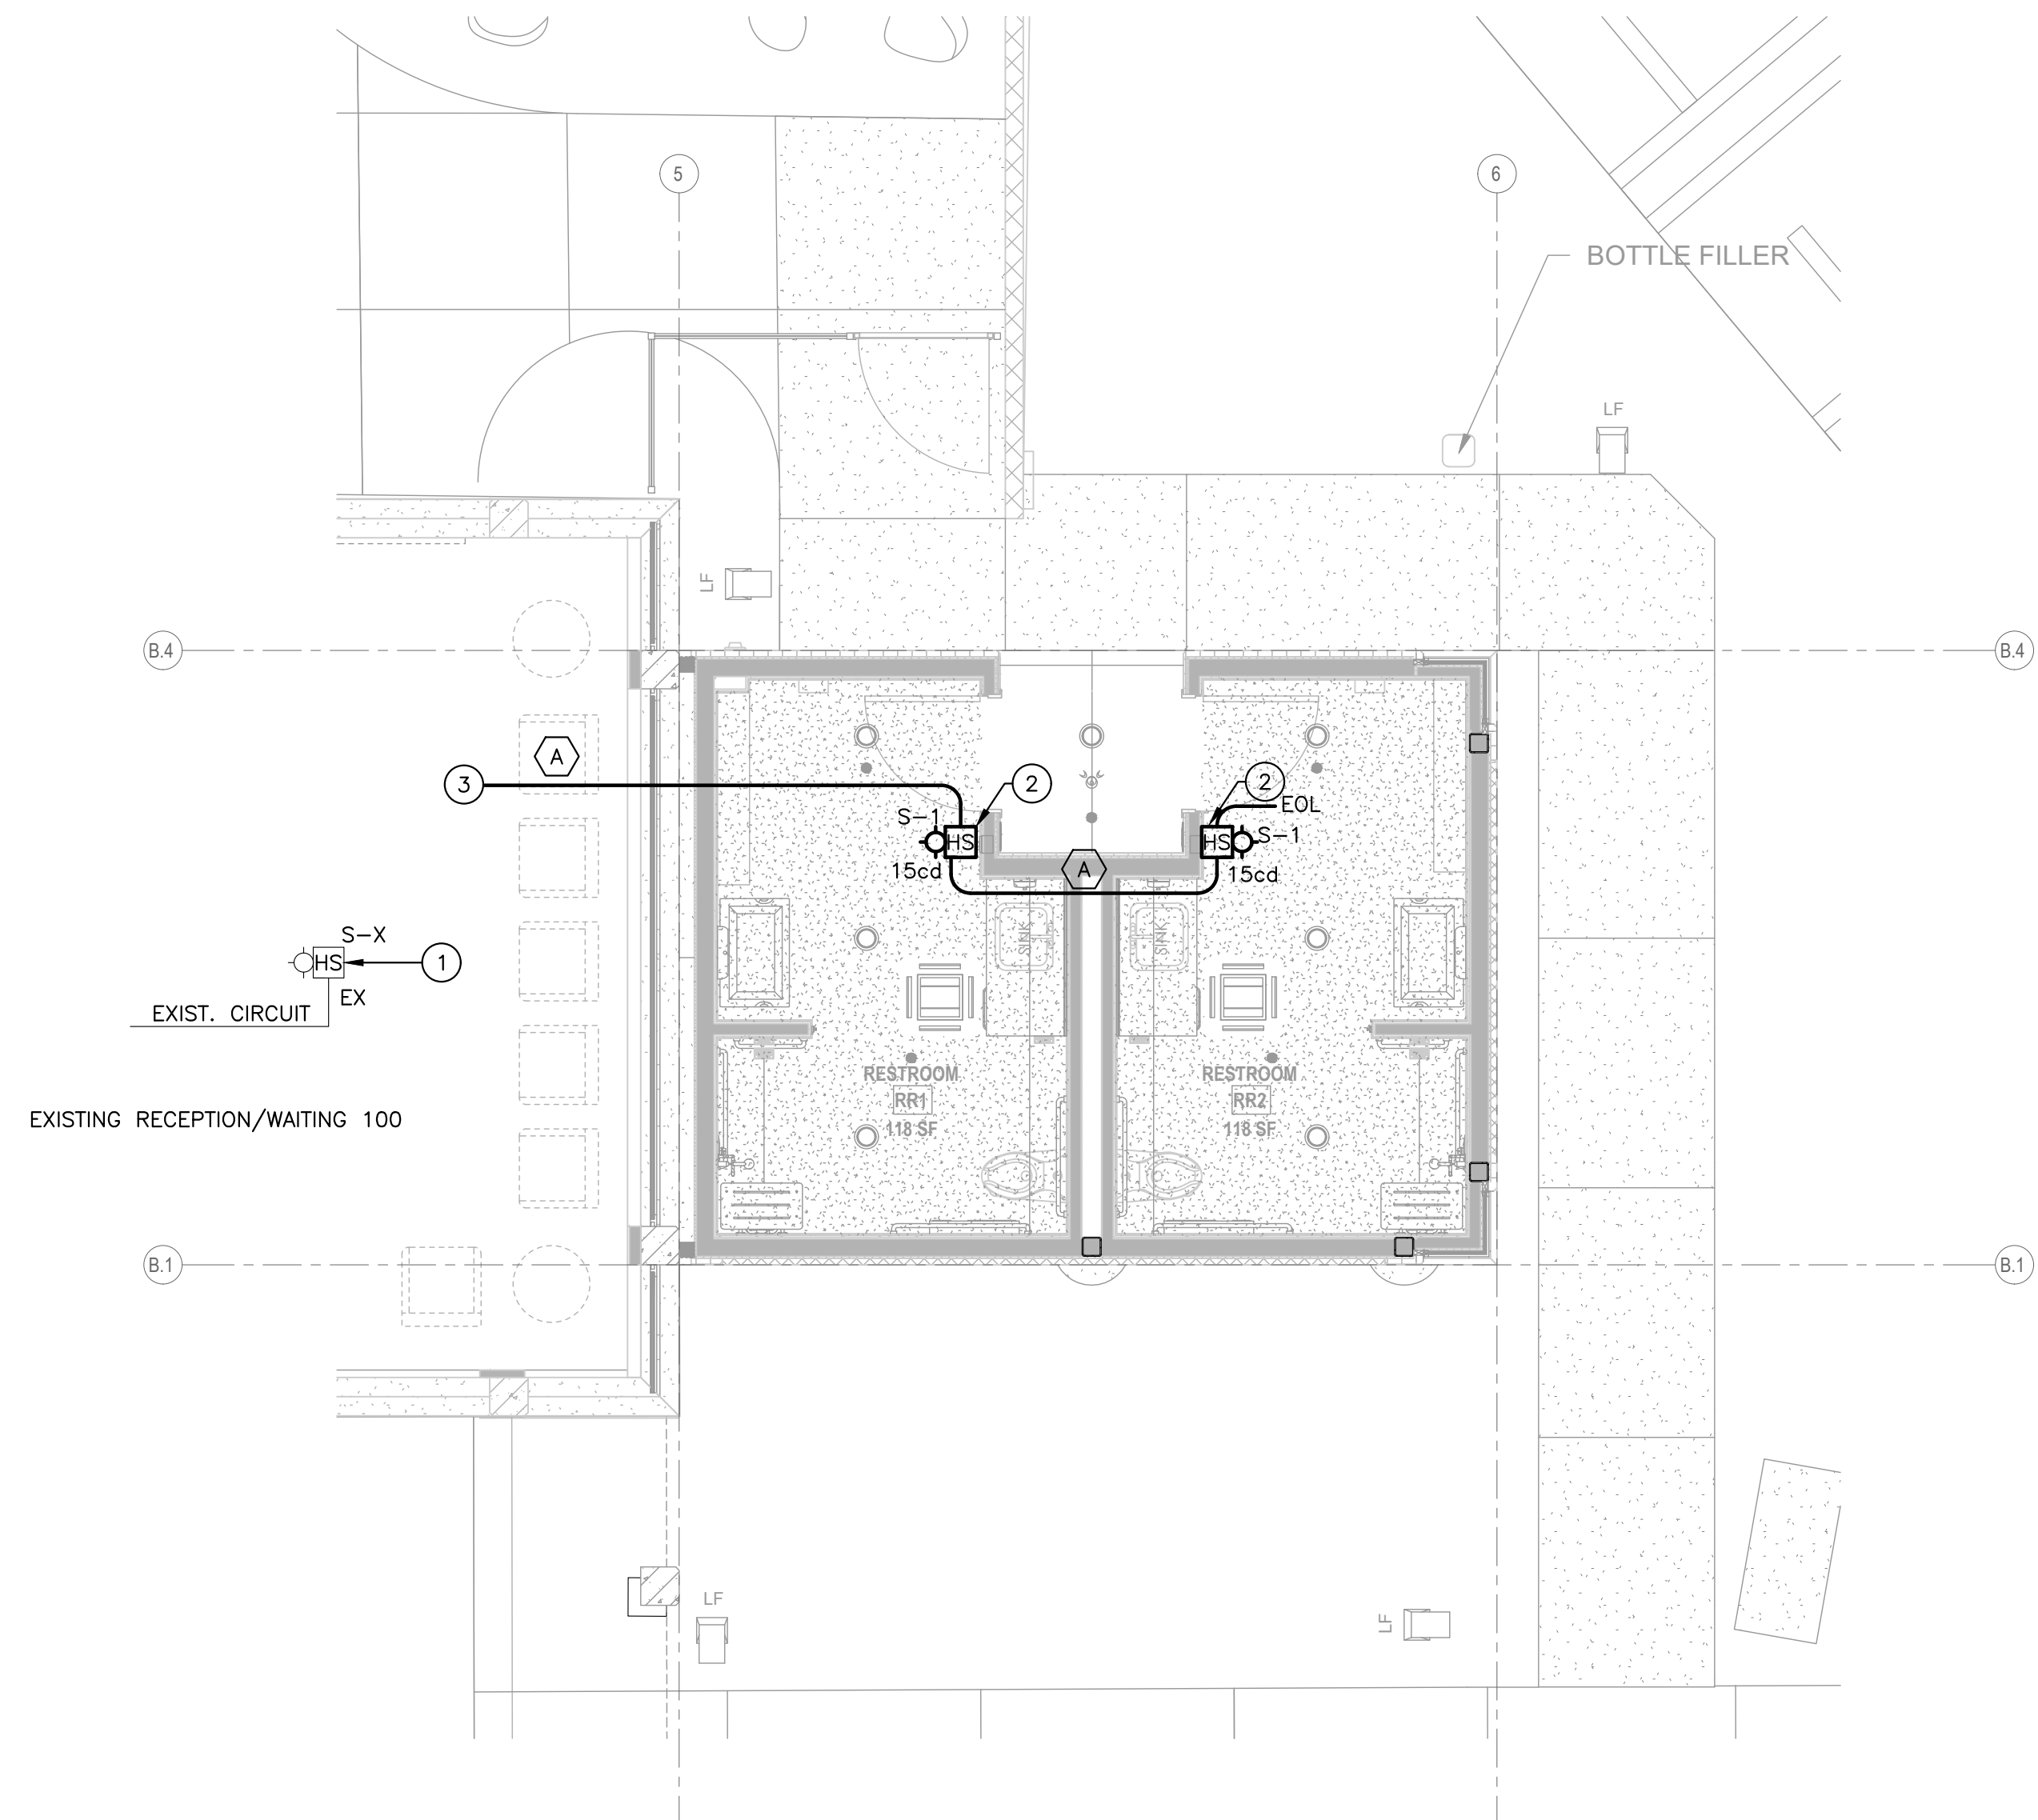 5
6
BOTTLE FILLER
LF
LF
B.4
B.4
A
3
2
2
S-1
HS
15cd
EOL
HS
S-1
15cd
A
S-X
HS
1
EX
EXIST. CIRCUIT
SINK
SINK
RESTROOM
RR1
118 SF
RESTROOM
RR2
118 SF
EXISTING RECEPTION/WAITING 100
B.1
B.1
LF
LF